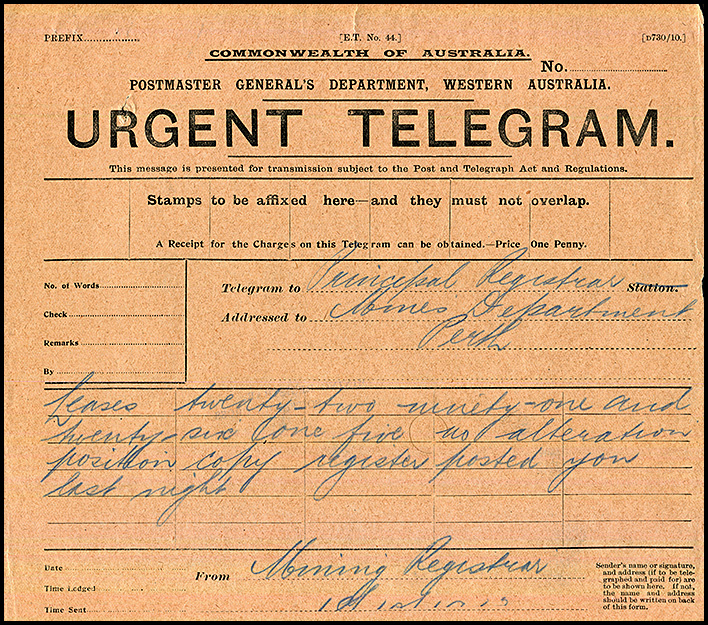 PREFIX
[E.T. No. 44.]
[D730/10.]
COMMONWEALTH OF AUSTRALIA.
No.
POSTMASTER GENERAL'S DEPARTMENT, WESTERN AUSTRALIA.
URGENT TELEGRAM.
This message is presented for transmission subject to the Post and Telegraph Act and Regulations.
Stamps to be affixed here—and they must not overlap.
A Receipt for the Charges on this Telegram can be obtained.—Price One Penny.
No. of Words
Check
Remarks
By
Telegram to Principal Registrar Station.
Addressed to Mines Department
Perth
Leases twenty-two ninety-one and
twenty-six one five no alteration
position copy register posted you
last night
Date
Time Lodged
Time Sent
From Mining Registrar
Sender's name or signature,
and address (if to be tele-
graphed and paid for) are
to be shown here. If not,
the name and address
should be written on back
of this form.